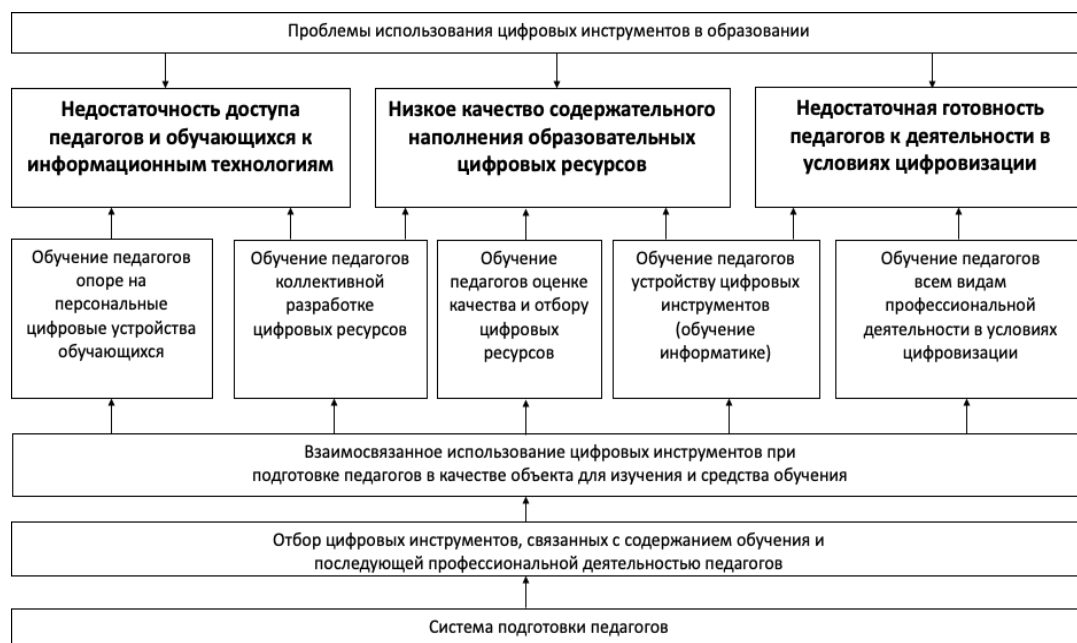 Проблемы использования цифровых инструментов в образовании
Недостаточность доступа
педагогов и обучающихся к
информационным технологиям
Низкое качество содержательного
наполнения образовательных
цифровых ресурсов
Недостаточная готовность
педагогов к деятельности в
условиях цифровизации
Обучение педагогов
опоре на
персональные
цифровые устройства
обучающихся
Обучение педагогов
коллективной
разработке
цифровых ресурсов
Обучение
педагогов оценке
качества и отбору
цифровых
ресурсов
Обучение педагогов
устройству цифровых
инструментов
(обучение
информатике)
Обучение педагогов
всем видам
профессиональной
деятельности в условиях
цифровизации
Взаимосвязанное использование цифровых инструментов при
подготовке педагогов в качестве объекта для изучения и средства обучения
Отбор цифровых инструментов, связанных с содержанием обучения и
последующей профессиональной деятельностью педагогов
Система подготовки педагогов